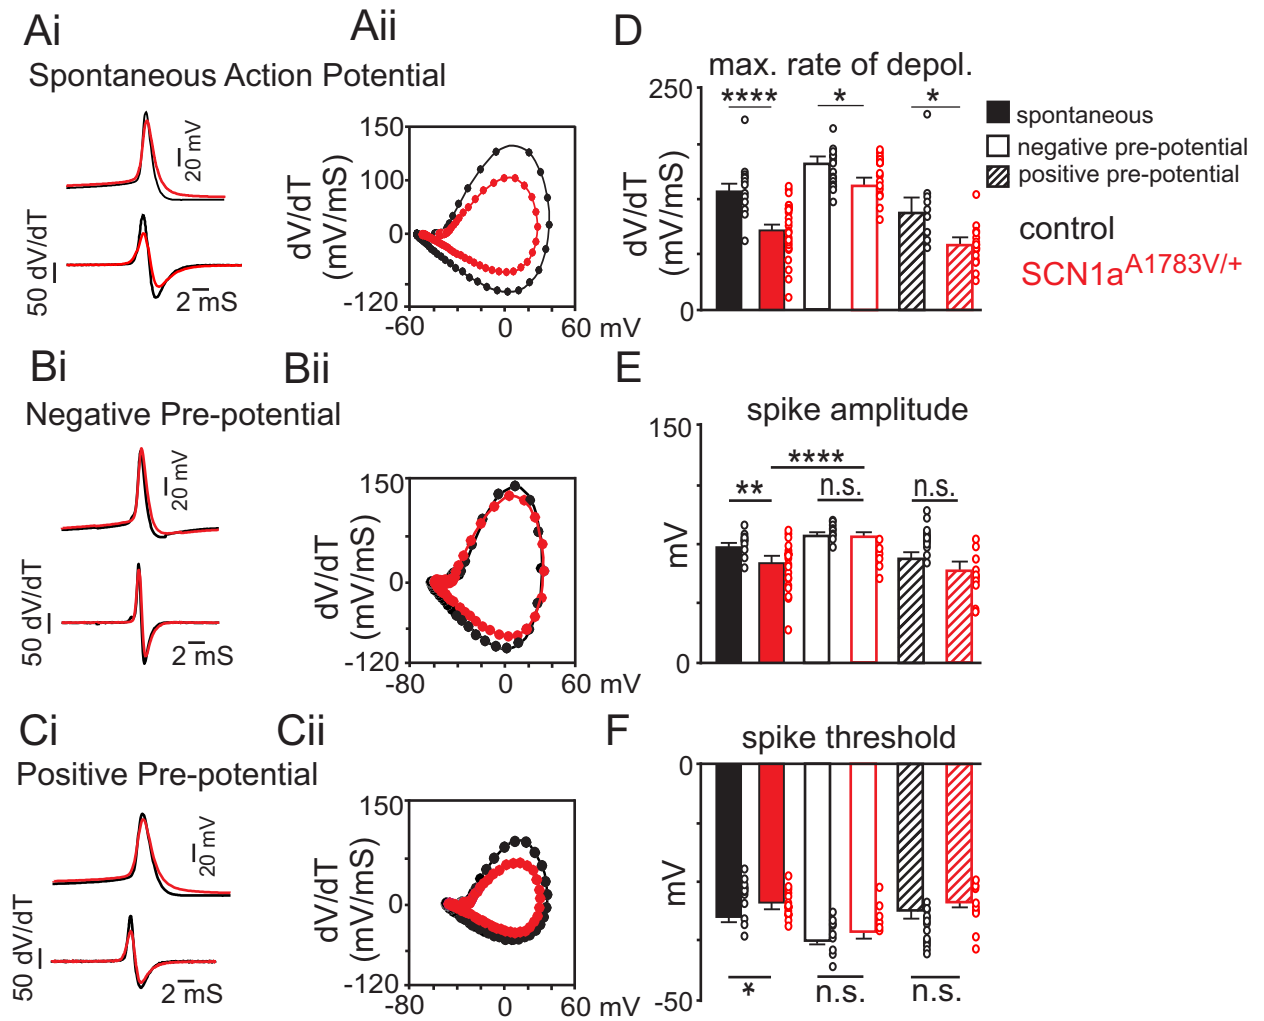 Ai
Spontaneous Action Potential
20 mV
50 dV/dT
2 mS
Aii
150
100
0
-120
dV/dT
(mV/mS)
-60
0
60 mV
D
max. rate of depol.
250
0
dV/dT
(mV/mS)
****
*
*
spontaneous
negative pre-potential
positive pre-potential
control
SCN1aA1783V/+
Bi
Negative Pre-potential
20 mV
50 dV/dT
2 mS
Bii
150
0
-120
dV/dT
(mV/mS)
-80
0
60 mV
E
spike amplitude
150
0
mV
****
**
n.s.
n.s.
Ci
Positive Pre-potential
20 mV
50 dV/dT
2 mS
Cii
150
0
-120
dV/dT
(mV/mS)
-80
0
60 mV
F
spike threshold
0
-50
mV
*
n.s.
n.s.